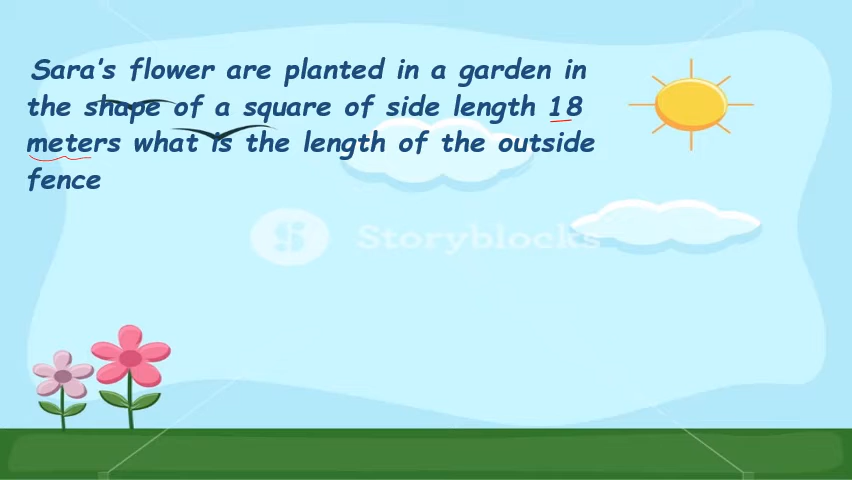 Sara's flower are planted in a garden in
the shape of a square of side length 18
meters what is the length of the outside
fence
Storyblocks